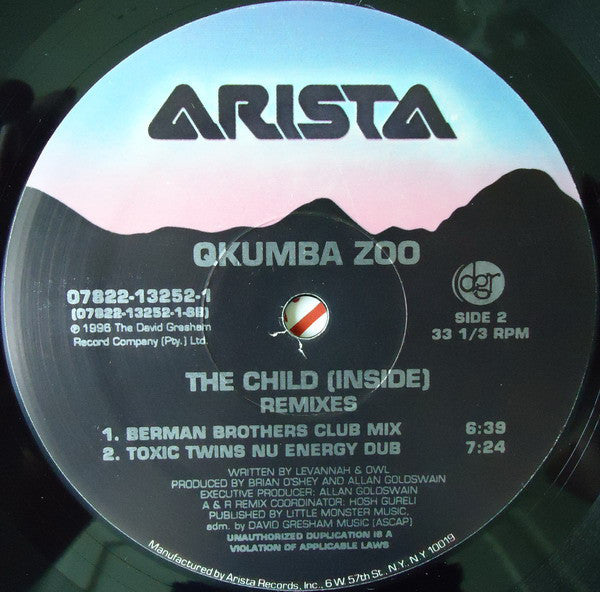 ARISTA
QKUMBA ZOO
07822-13252-1
(07822-13252-1-SB)
℗ © 1996 The David Gresham
Record Company (Pty.) Ltd.
dgr
SIDE 2
33 1/3 RPM
THE CHILD (INSIDE)
REMIXES
1. BERMAN BROTHERS CLUB MIX 6:39
2. TOXIC TWINS NU ENERGY DUB 7:24
WRITTEN BY LEVANNAH & OWL
PRODUCED BY BRIAN O'SHEY AND ALLAN GOLDSWAIN
EXECUTIVE PRODUCER: ALLAN GOLDSWAIN
A & R REMIX COORDINATOR: HOSH GURELI
PUBLISHED BY LITTLE MONSTER MUSIC,
adm. by DAVID GRESHAM MUSIC (ASCAP)
UNAUTHORIZED DUPLICATION IS A
VIOLATION OF APPLICABLE LAWS
Manufactured by Arista Records, Inc., 6 W. 57th St., N.Y., N.Y. 10019